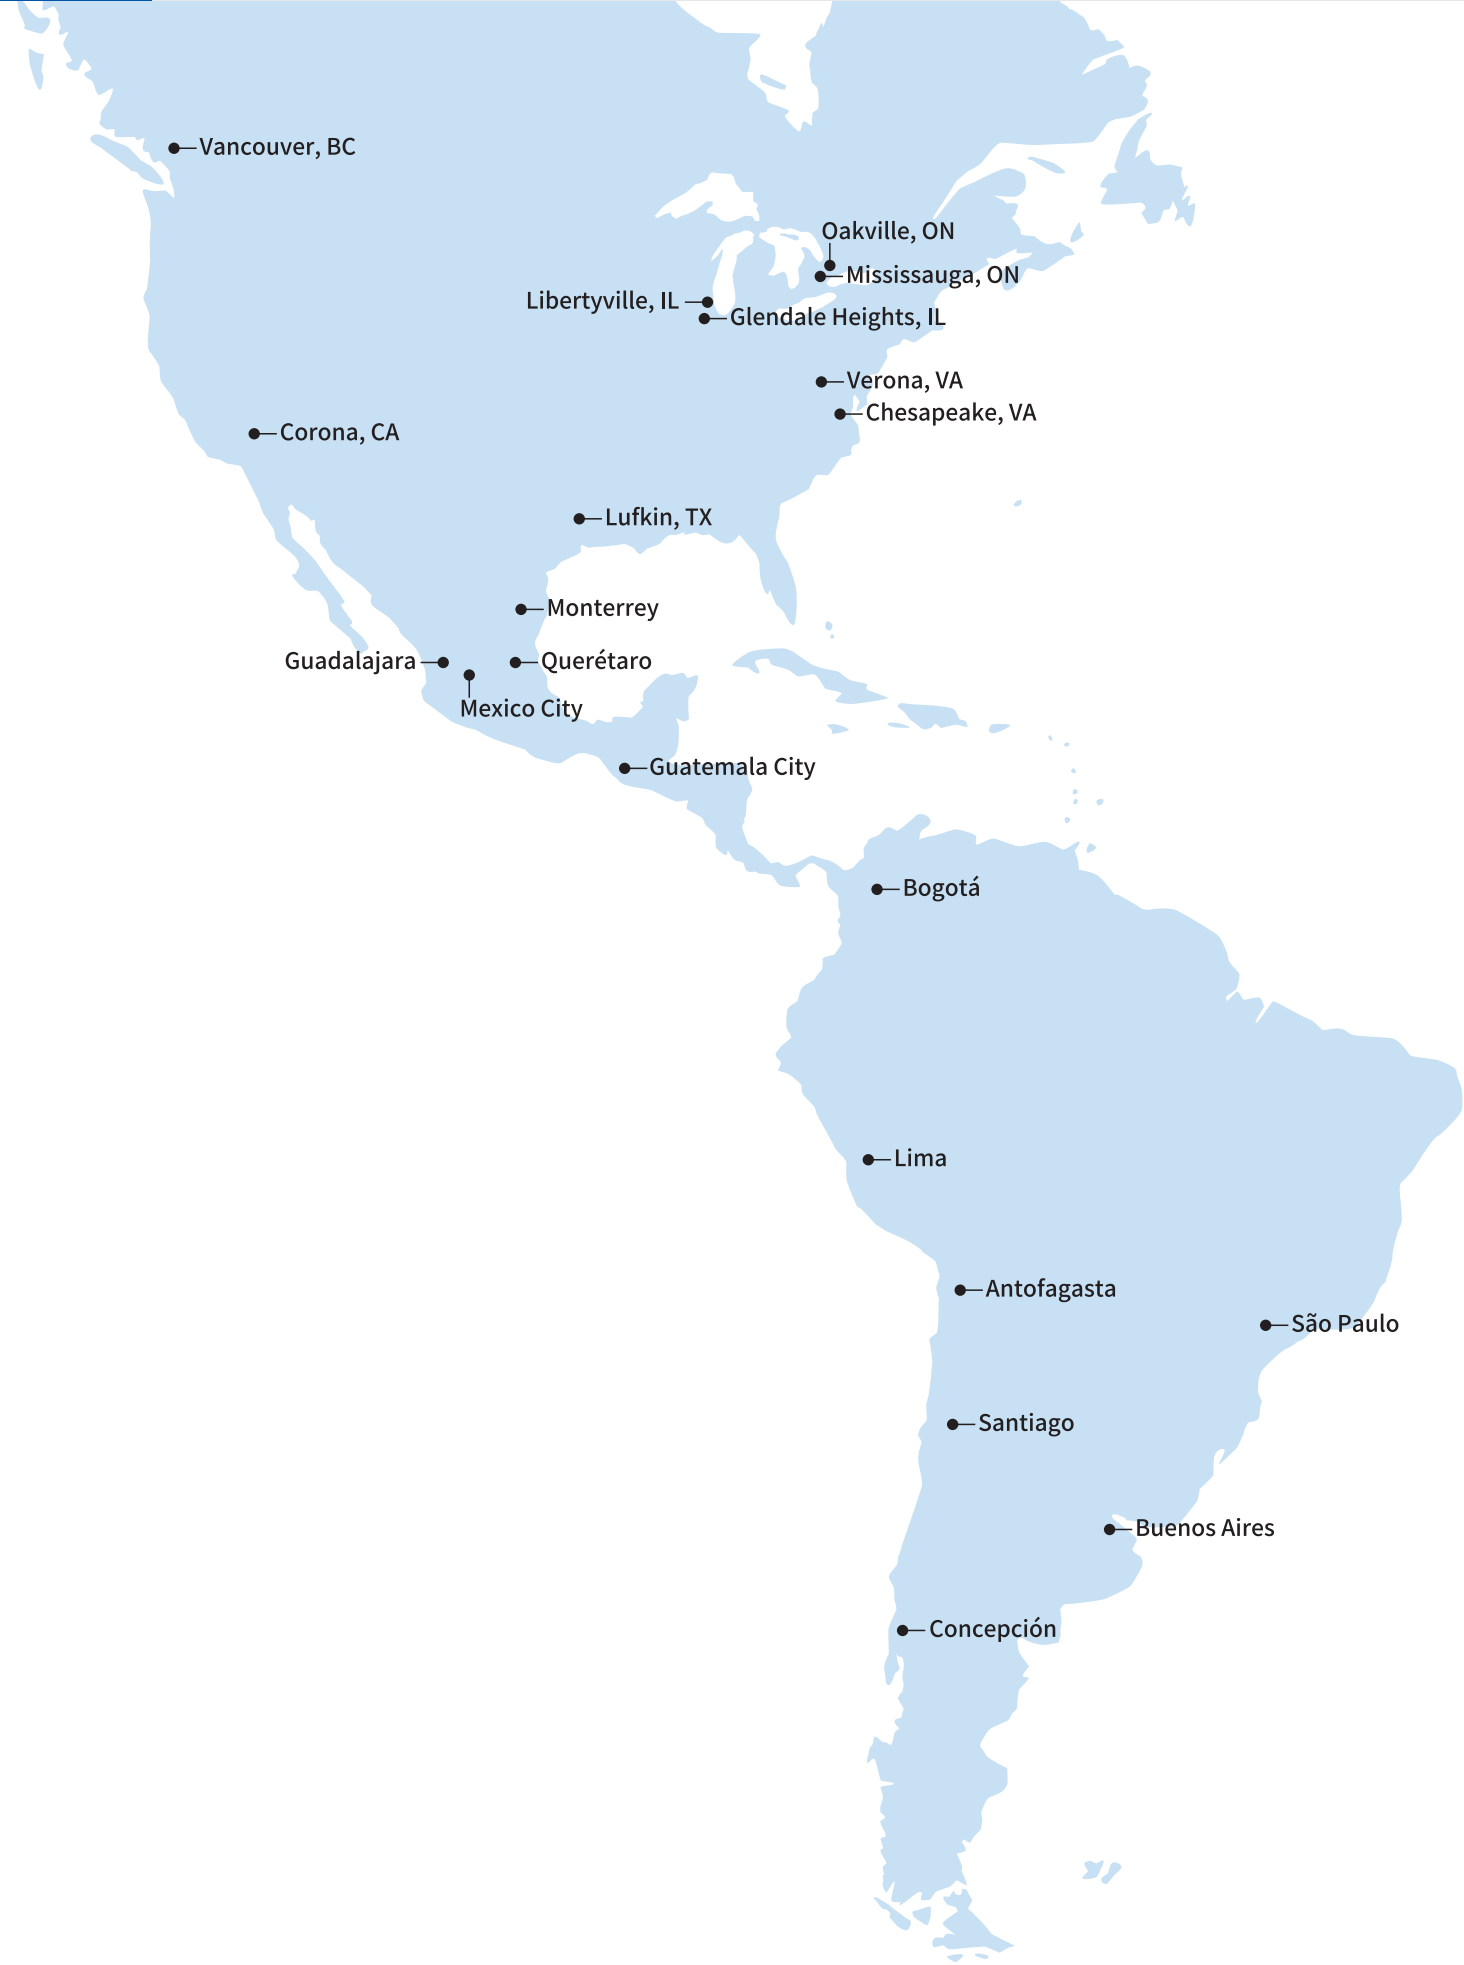 Vancouver, BC
Oakville, ON
Mississauga, ON
Libertyville, IL
Glendale Heights, IL
Verona, VA
Chesapeake, VA
Corona, CA
Lufkin, TX
Monterrey
Guadalajara
Querétaro
Mexico City
Guatemala City
Bogotá
Lima
Antofagasta
São Paulo
Santiago
Buenos Aires
Concepción